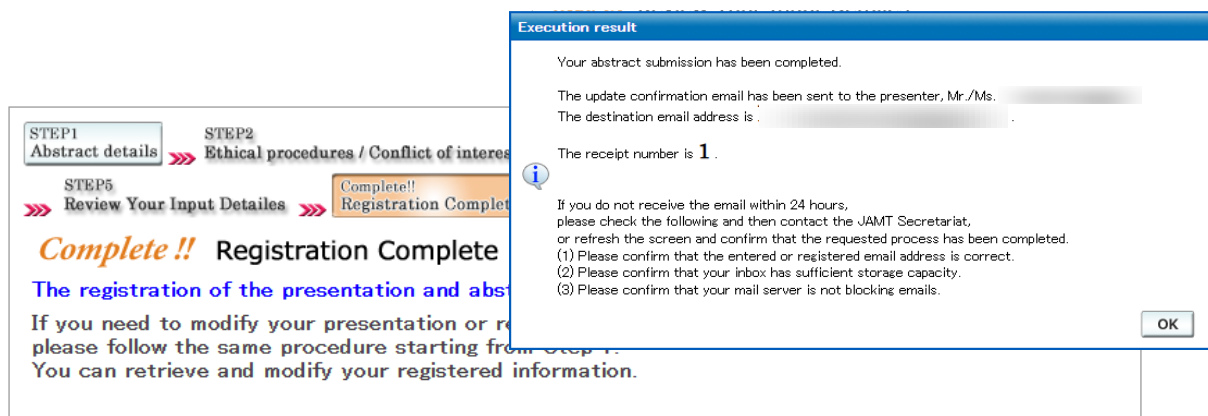 Execution result
Your abstract submission has been completed.
The update confirmation email has been sent to the presenter, Mr./Ms.
The destination email address is
The receipt number is 1 .
If you do not receive the email within 24 hours,
please check the following and then contact the JAMT Secretariat,
or refresh the screen and confirm that the requested process has been completed.
(1) Please confirm that the entered or registered email address is correct.
(2) Please confirm that your inbox has sufficient storage capacity.
(3) Please confirm that your mail server is not blocking emails.
OK
STEP1
Abstract details
STEP2
Ethical procedures / Conflict of interes
STEP5
Review Your Input Detailes
Complete!!
Registration Complet
Complete !! Registration Complete
The registration of the presentation and abst
If you need to modify your presentation or re
please follow the same procedure starting from Step 1.
You can retrieve and modify your registered information.